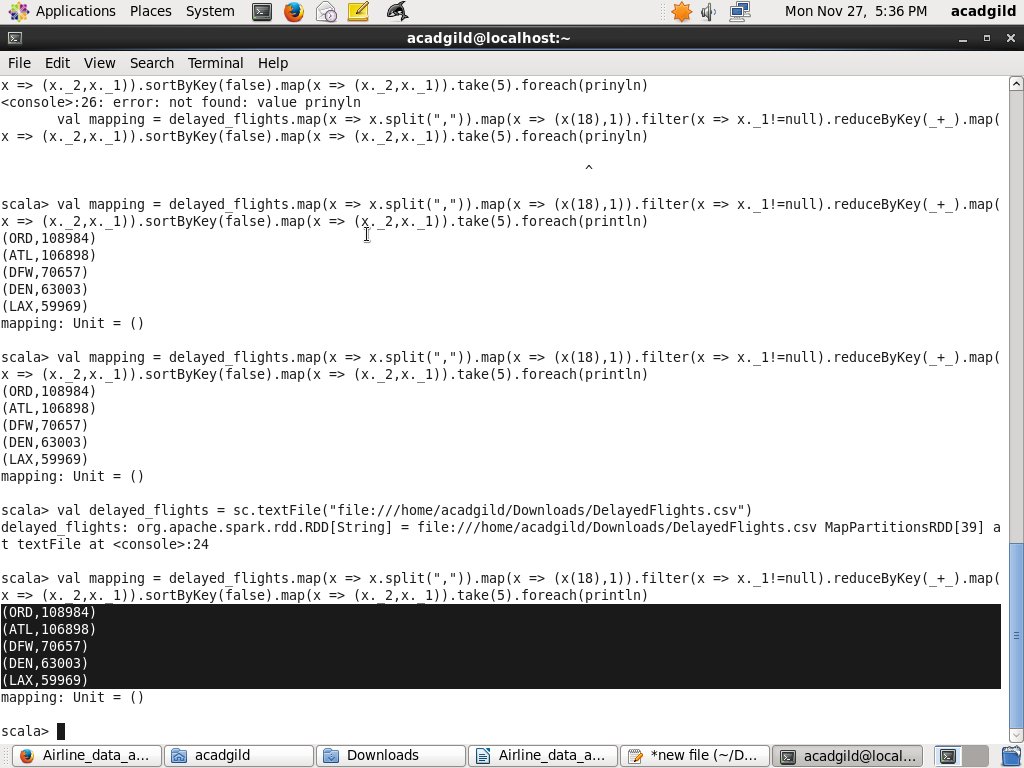 Applications Places System Mon Nov 27, 5:36 PM acadgild
acadgild@localhost:~
File Edit View Search Terminal Help
x => (x._2,x._1)).sortByKey(false).map(x => (x._2,x._1)).take(5).foreach(prinyln)
<console>:26: error: not found: value prinyln
       val mapping = delayed_flights.map(x => x.split(",")).map(x => (x(18),1)).filter(x => x._1!=null).reduceByKey(_+_).map(
x => (x._2,x._1)).sortByKey(false).map(x => (x._2,x._1)).take(5).foreach(prinyln)
^
scala> val mapping = delayed_flights.map(x => x.split(",")).map(x => (x(18),1)).filter(x => x._1!=null).reduceByKey(_+_).map(
x => (x._2,x._1)).sortByKey(false).map(x => (x._2,x._1)).take(5).foreach(println)
(ORD,108984)
(ATL,106898)
(DFW,70657)
(DEN,63003)
(LAX,59969)
mapping: Unit = ()
scala> val mapping = delayed_flights.map(x => x.split(",")).map(x => (x(18),1)).filter(x => x._1!=null).reduceByKey(_+_).map(
x => (x._2,x._1)).sortByKey(false).map(x => (x._2,x._1)).take(5).foreach(println)
(ORD,108984)
(ATL,106898)
(DFW,70657)
(DEN,63003)
(LAX,59969)
mapping: Unit = ()
scala> val delayed_flights = sc.textFile("file:///home/acadgild/Downloads/DelayedFlights.csv")
delayed_flights: org.apache.spark.rdd.RDD[String] = file:///home/acadgild/Downloads/DelayedFlights.csv MapPartitionsRDD[39] a
t textFile at <console>:24
scala> val mapping = delayed_flights.map(x => x.split(",")).map(x => (x(18),1)).filter(x => x._1!=null).reduceByKey(_+_).map(
x => (x._2,x._1)).sortByKey(false).map(x => (x._2,x._1)).take(5).foreach(println)
(ORD,108984)
(ATL,106898)
(DFW,70657)
(DEN,63003)
(LAX,59969)
mapping: Unit = ()
scala>
Airline_data_a... acadgild Downloads Airline_data_a... *new file (~/D... acadgild@local...